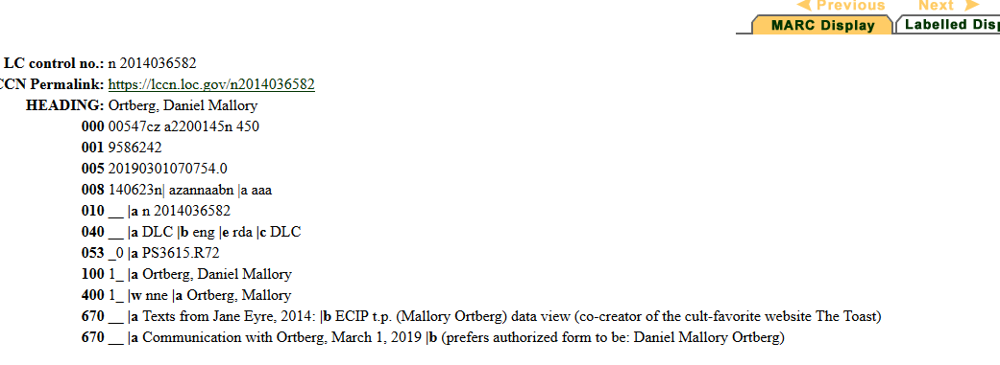 Previous Next
MARC Display Labelled Disp
LC control no.: n 2014036582
CCN Permalink: https://lccn.loc.gov/n2014036582
HEADING: Ortberg, Daniel Mallory
000 00547cz a2200145n 450
001 9586242
005 20190301070754.0
008 140623n| azannaabn |a aaa
010 __ |a n 2014036582
040 __ |a DLC |b eng |e rda |c DLC
053 _0 |a PS3615.R72
100 1_ |a Ortberg, Daniel Mallory
400 1_ |w nne |a Ortberg, Mallory
670 __ |a Texts from Jane Eyre, 2014: |b ECIP t.p. (Mallory Ortberg) data view (co-creator of the cult-favorite website The Toast)
670 __ |a Communication with Ortberg, March 1, 2019 |b (prefers authorized form to be: Daniel Mallory Ortberg)